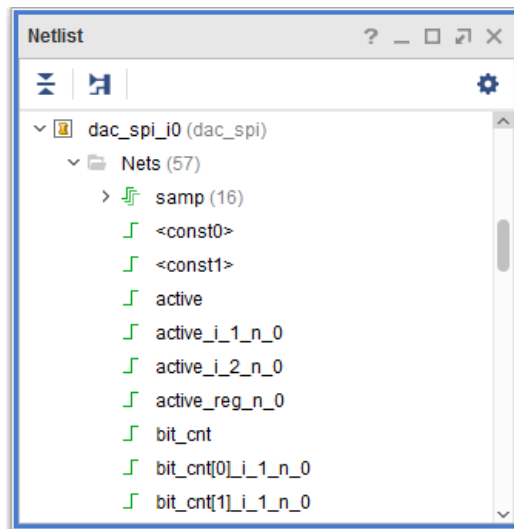 Netlist
dac_spi_i0 (dac_spi)
Nets (57)
samp (16)
<const0>
<const1>
active
active_i_1_n_0
active_i_2_n_0
active_reg_n_0
bit_cnt
bit_cnt[0]_i_1_n_0
bit_cnt[1]_i_1_n_0